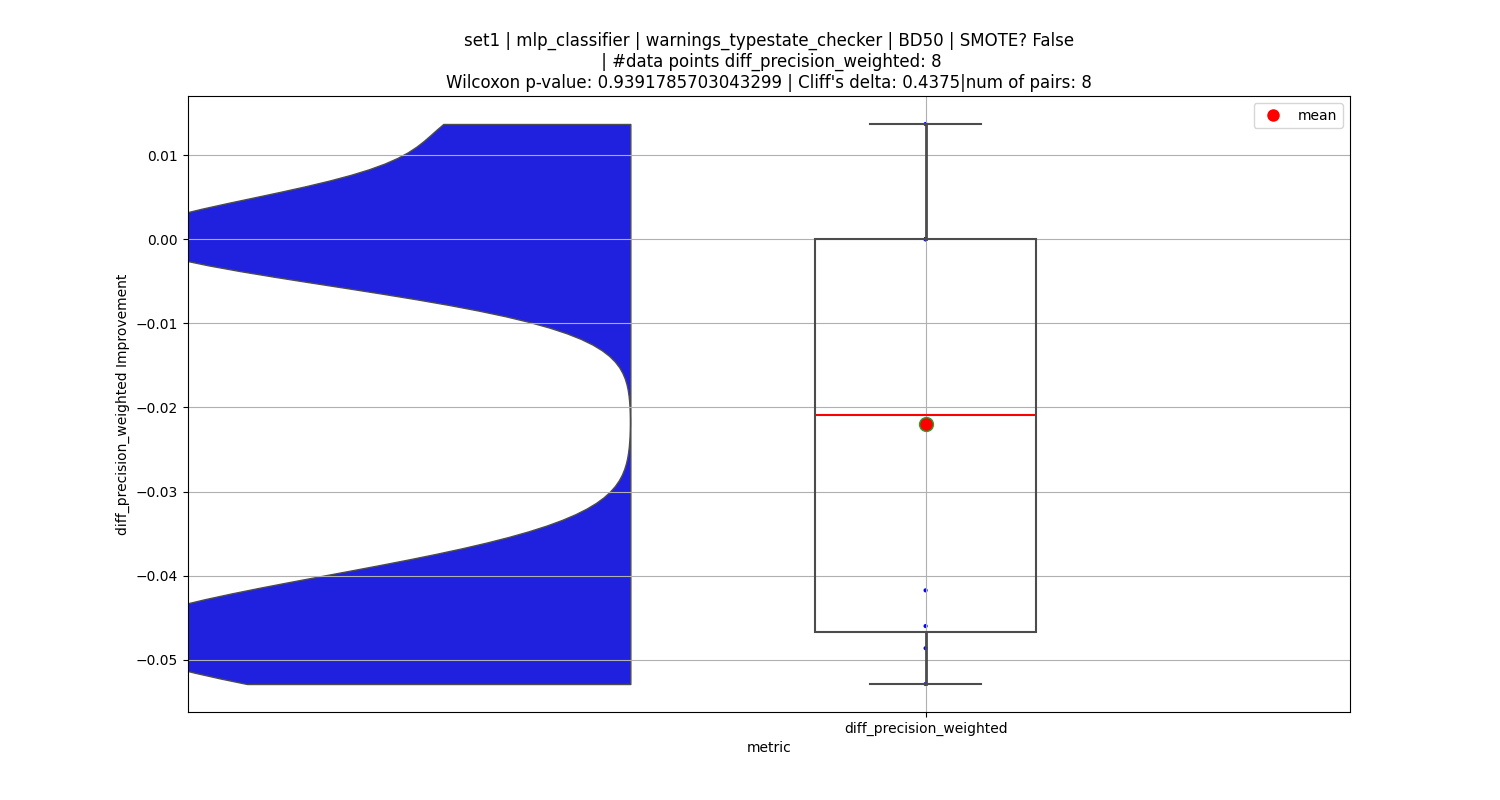 set1 | mlp_classifier | warnings_typestate_checker | BD50 | SMOTE? False
| #data points diff_precision_weighted: 8
Wilcoxon p-value: 0.9391785703043299 | Cliff's delta: 0.4375|num of pairs: 8
mean
0.01
0.00
−0.01
−0.02
−0.03
−0.04
−0.05
diff_precision_weighted Improvement
diff_precision_weighted
metric